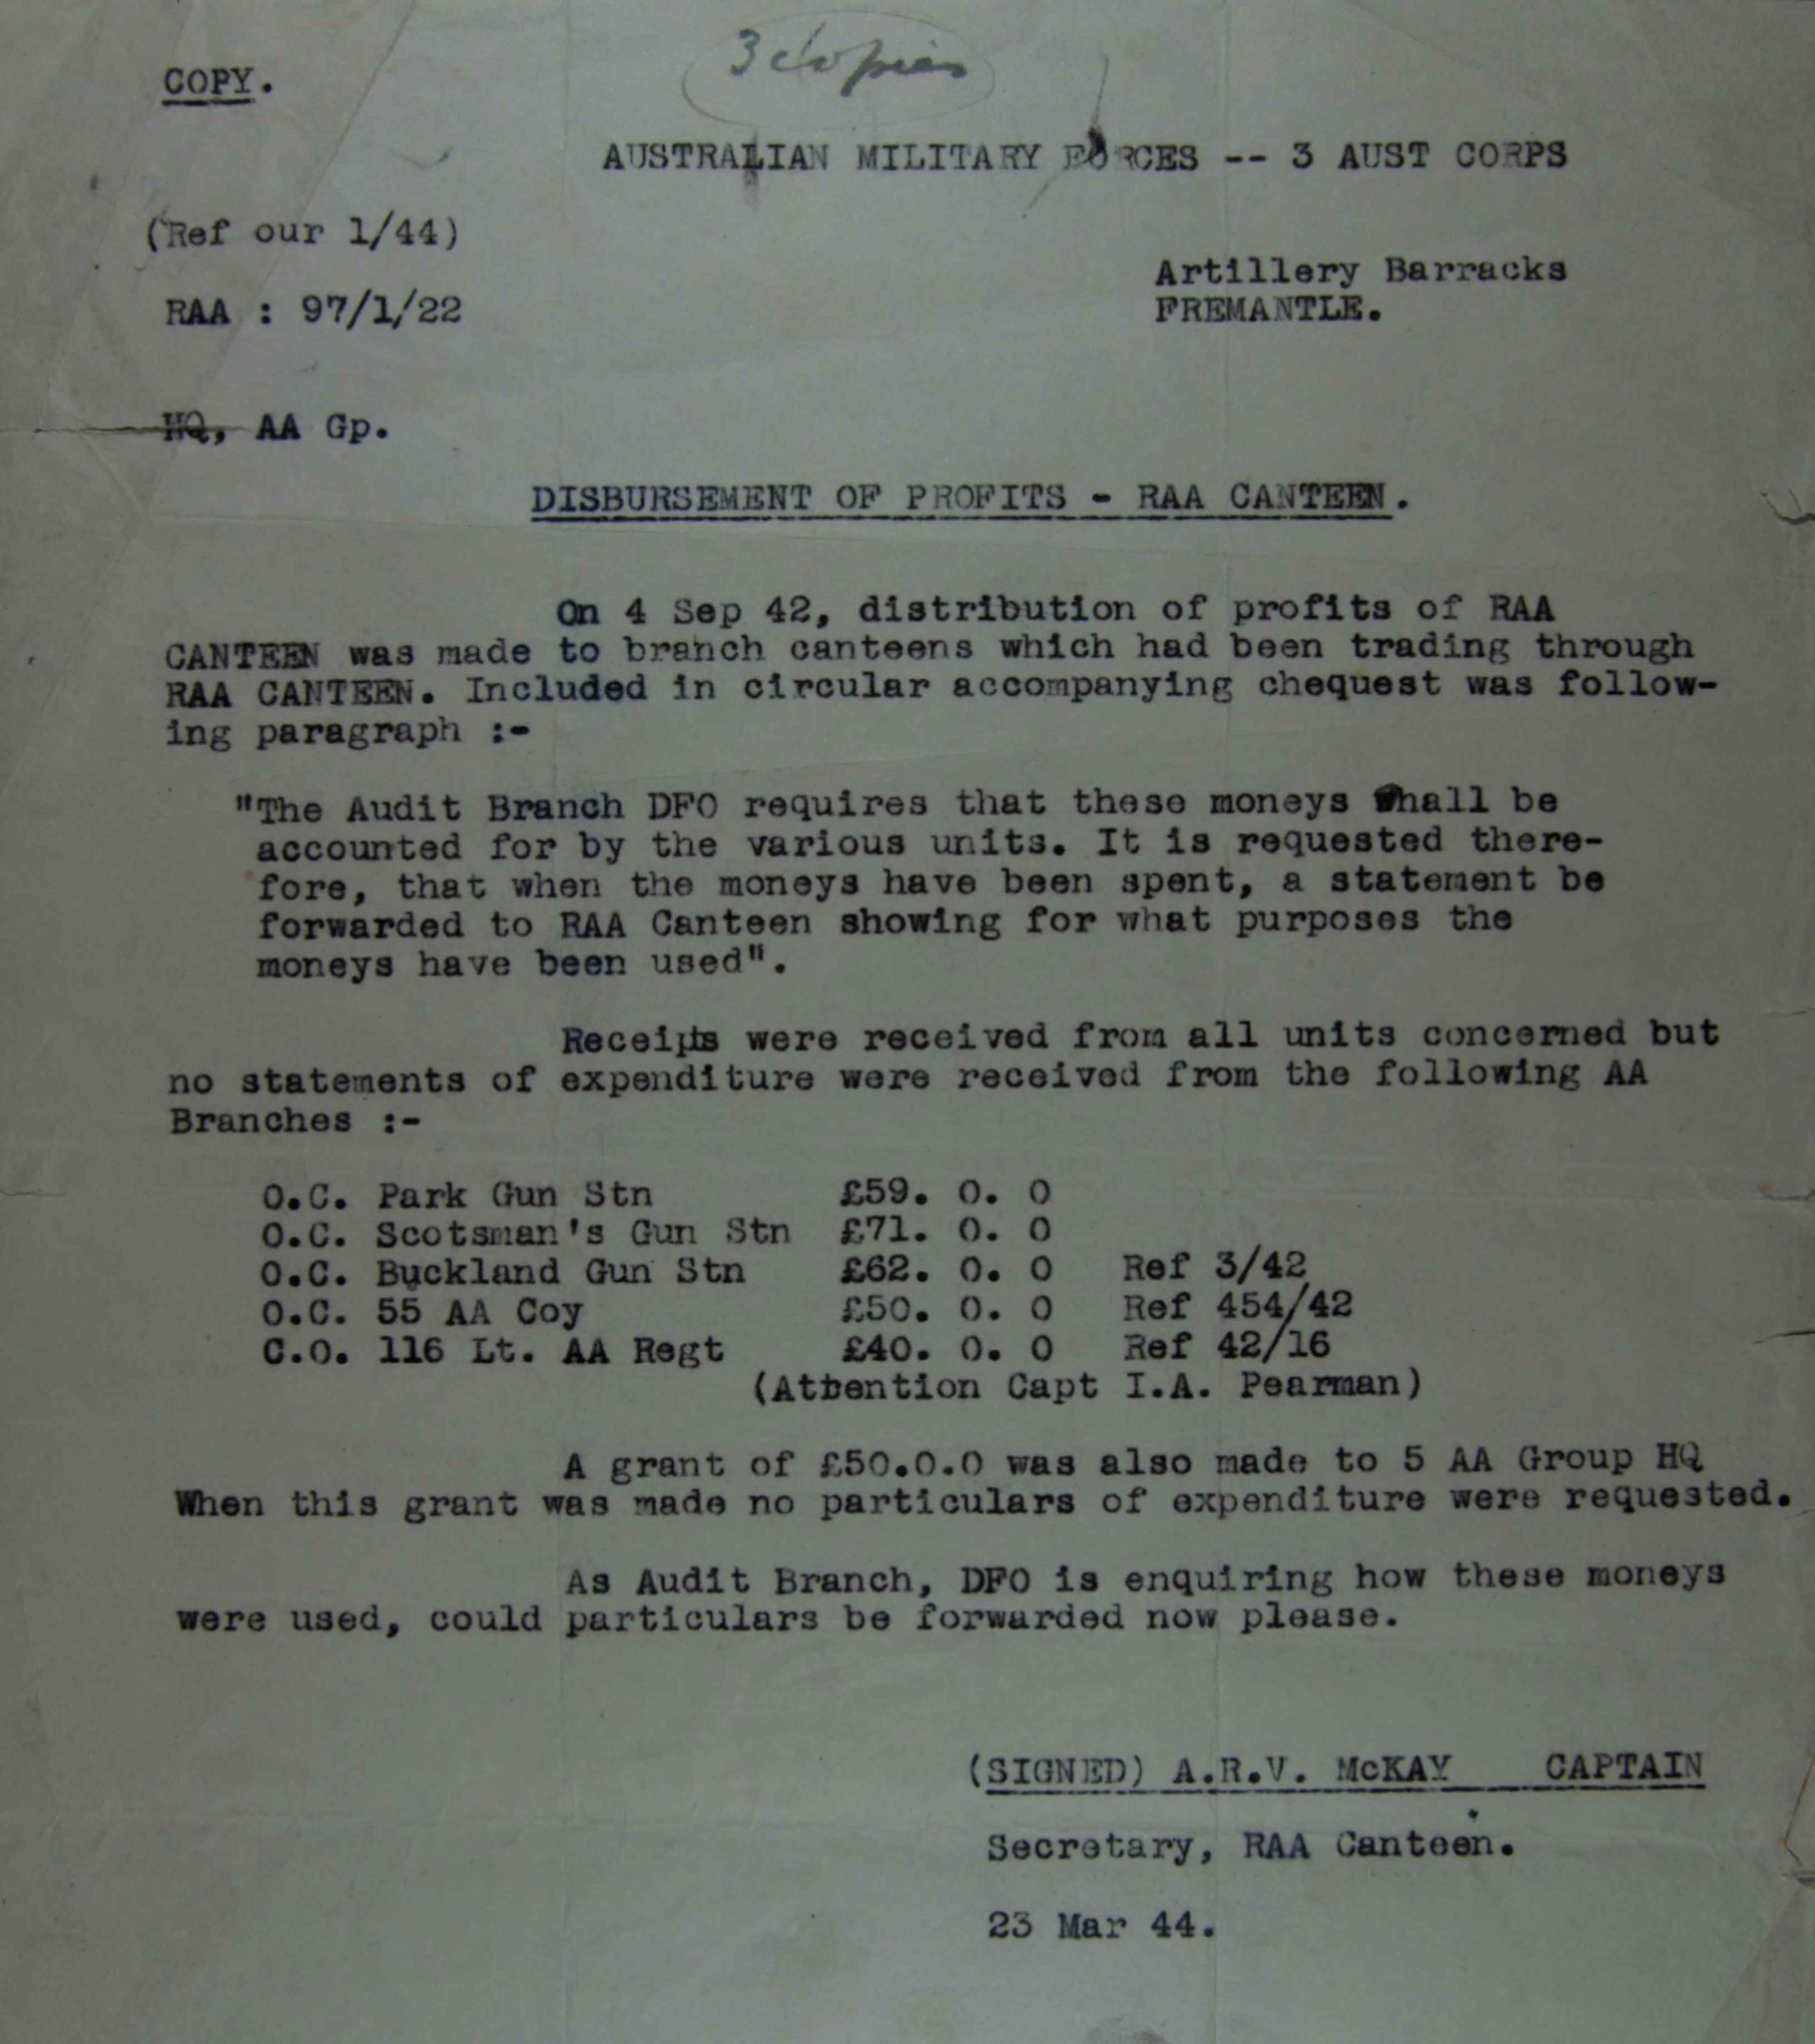 3 copies
COPY.
AUSTRALIAN MILITARY FORCES -- 3 AUST CORPS
(Ref our 1/44)
Artillery Barracks
RAA : 97/1/22
FREMANTLE.
HQ, AA Gp.
DISBURSEMENT OF PROFITS - RAA CANTEEN.
On 4 Sep 42, distribution of profits of RAA
CANTEEN was made to branch canteens which had been trading through
RAA CANTEEN. Included in circular accompanying chequest was follow-
ing paragraph :-
"The Audit Branch DFO requires that these moneys shall be
accounted for by the various units. It is requested there-
fore, that when the moneys have been spent, a statement be
forwarded to RAA Canteen showing for what purposes the
moneys have been used".
Receipts were received from all units concerned but
no statements of expenditure were received from the following AA
Branches :-
O.C. Park Gun Stn £59. 0. 0
O.C. Scotsman's Gun Stn £71. 0. 0
O.C. Buckland Gun Stn £62. 0. 0 Ref 3/42
O.C. 55 AA Coy £50. 0. 0 Ref 454/42
C.O. 116 Lt. AA Regt £40. 0. 0 Ref 42/16
(Attention Capt I.A. Pearman)
A grant of £50.0.0 was also made to 5 AA Group HQ
When this grant was made no particulars of expenditure were requested.
As Audit Branch, DFO is enquiring how these moneys
were used, could particulars be forwarded now please.
(SIGNED) A.R.V. McKAY CAPTAIN
Secretary, RAA Canteen.
23 Mar 44.